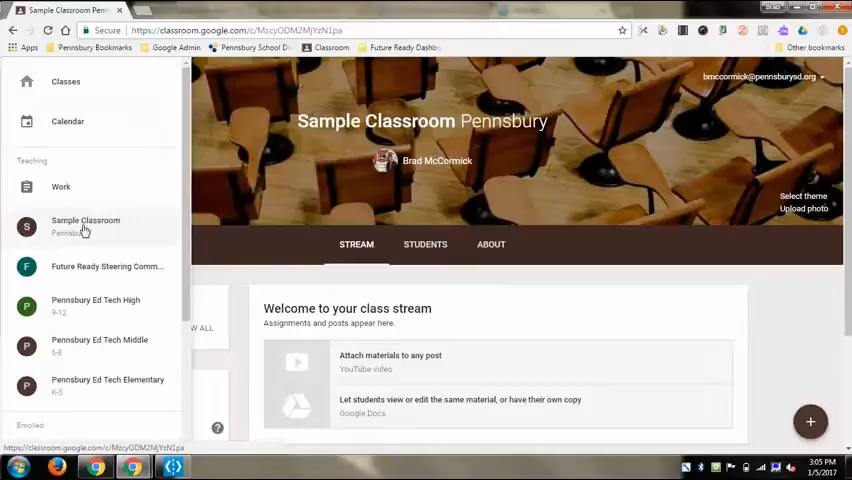 Sample Classroom Penn
Brad
Secure
https://classroom.google.com/c/MzcyODM2MjYzN1pa
Apps
Pennsbury Bookmarks
Google Admin
Pennsbury School Di
Classroom
Future Ready Dashbo
Other bookmarks
Classes
Calendar
Teaching
Work
S
Sample Classroom
Pennsbu
F
Future Ready Steering Comm...
P
Pennsbury Ed Tech High
9-12
P
Pennsbury Ed Tech Middle
6-8
P
Pennsbury Ed Tech Elementary
K-5
Enrolled
bmccormick@pennsburysd.org
Sample Classroom Pennsbury
Brad McCormick
Select theme
Upload photo
STREAM
STUDENTS
ABOUT
W ALL
Welcome to your class stream
Assignments and posts appear here.
Attach materials to any post
YouTube video
Let students view or edit the same material, or have their own copy
Google Docs
https://classroom.google.com/c/MzcyODM2MjYzN1pa
3:05 PM
1/5/2017